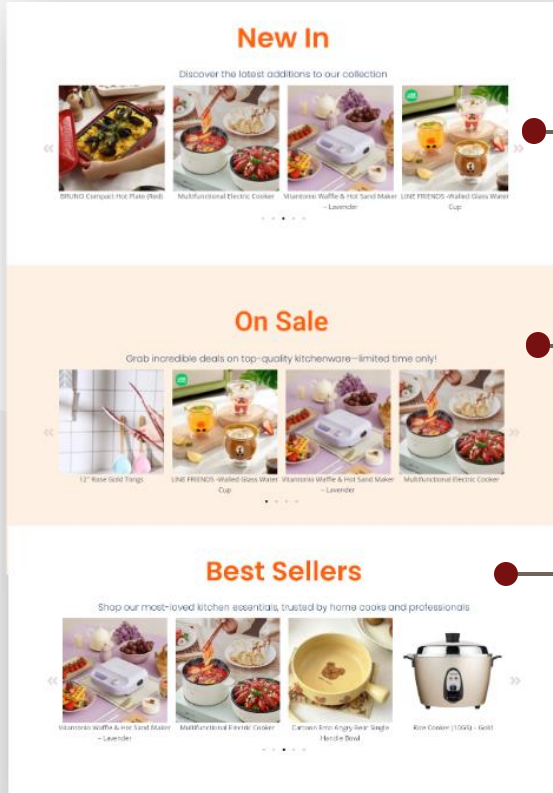 New In
Discover the latest additions to our collection
BRUNO Compact Hot Plate (Red)
Multifunctional Electric Cooker
Vitantonio Waffle & Hot Sand Maker
– Lavender
LINE FRIENDS -Walled Glass Water
Cup
On Sale
Grab incredible deals on top-quality kitchenware—limited time only!
12" Rose Gold Tongs
LINE FRIENDS -Walled Glass Water
Cup
Vitantonio Waffle & Hot Sand Maker
– Lavender
Multifunctional Electric Cooker
Best Sellers
Shop our most-loved kitchen essentials, trusted by home cooks and professionals
Vitantonio Waffle & Hot Sand Maker
– Lavender
Multifunctional Electric Cooker
Cartoon Emo Angry Bear Single
Handle Bowl
Rice Cooker (10GS) – Gold